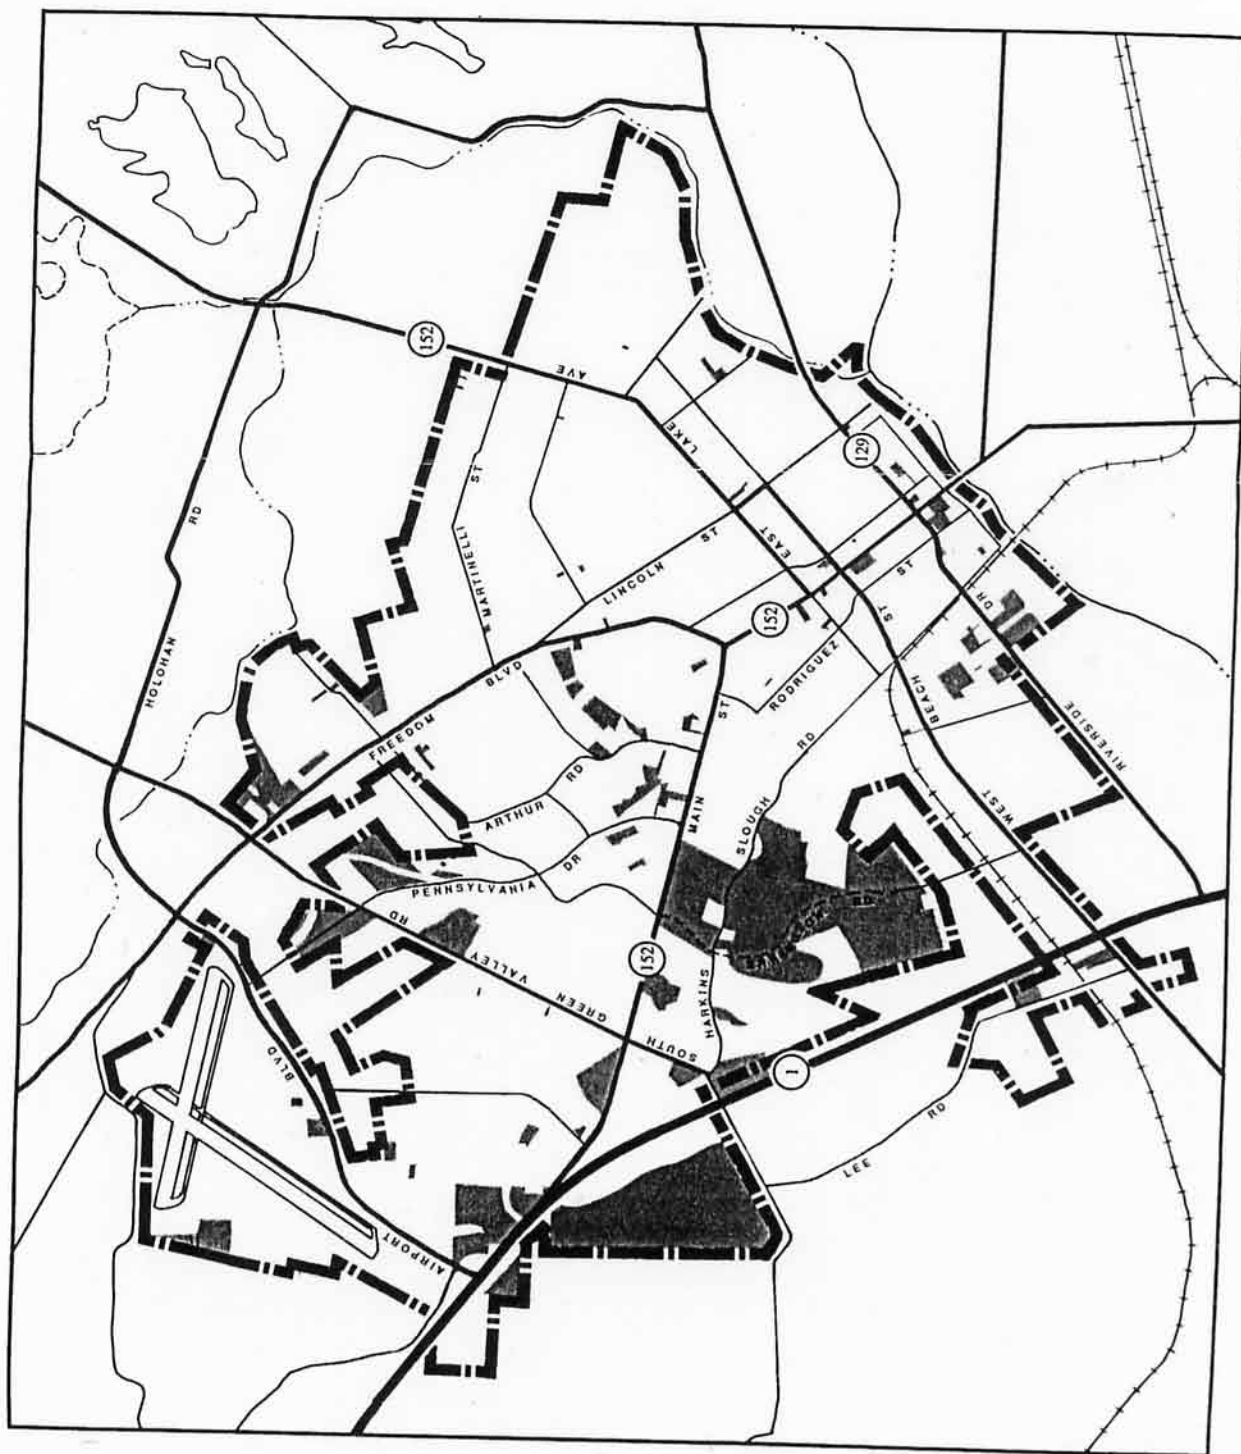 152
HOLOHAN
RD
AVE
LAKE
MARTINELLI
ST
LINCOLN
ST
EAST
129
152
FREEDOM
BLVD
RODRIGUEZ
ST
ST
DR
BEACH
WEST
RIVERSIDE
ARTHUR
RD
MAIN
ST
SLOUGH
RD
HARKINS
PENNSYLVANIA
DR
RD
152
SOUTH
GREEN
VALLEY
RD
1
BLVD
AIRPORT
LEE
RD